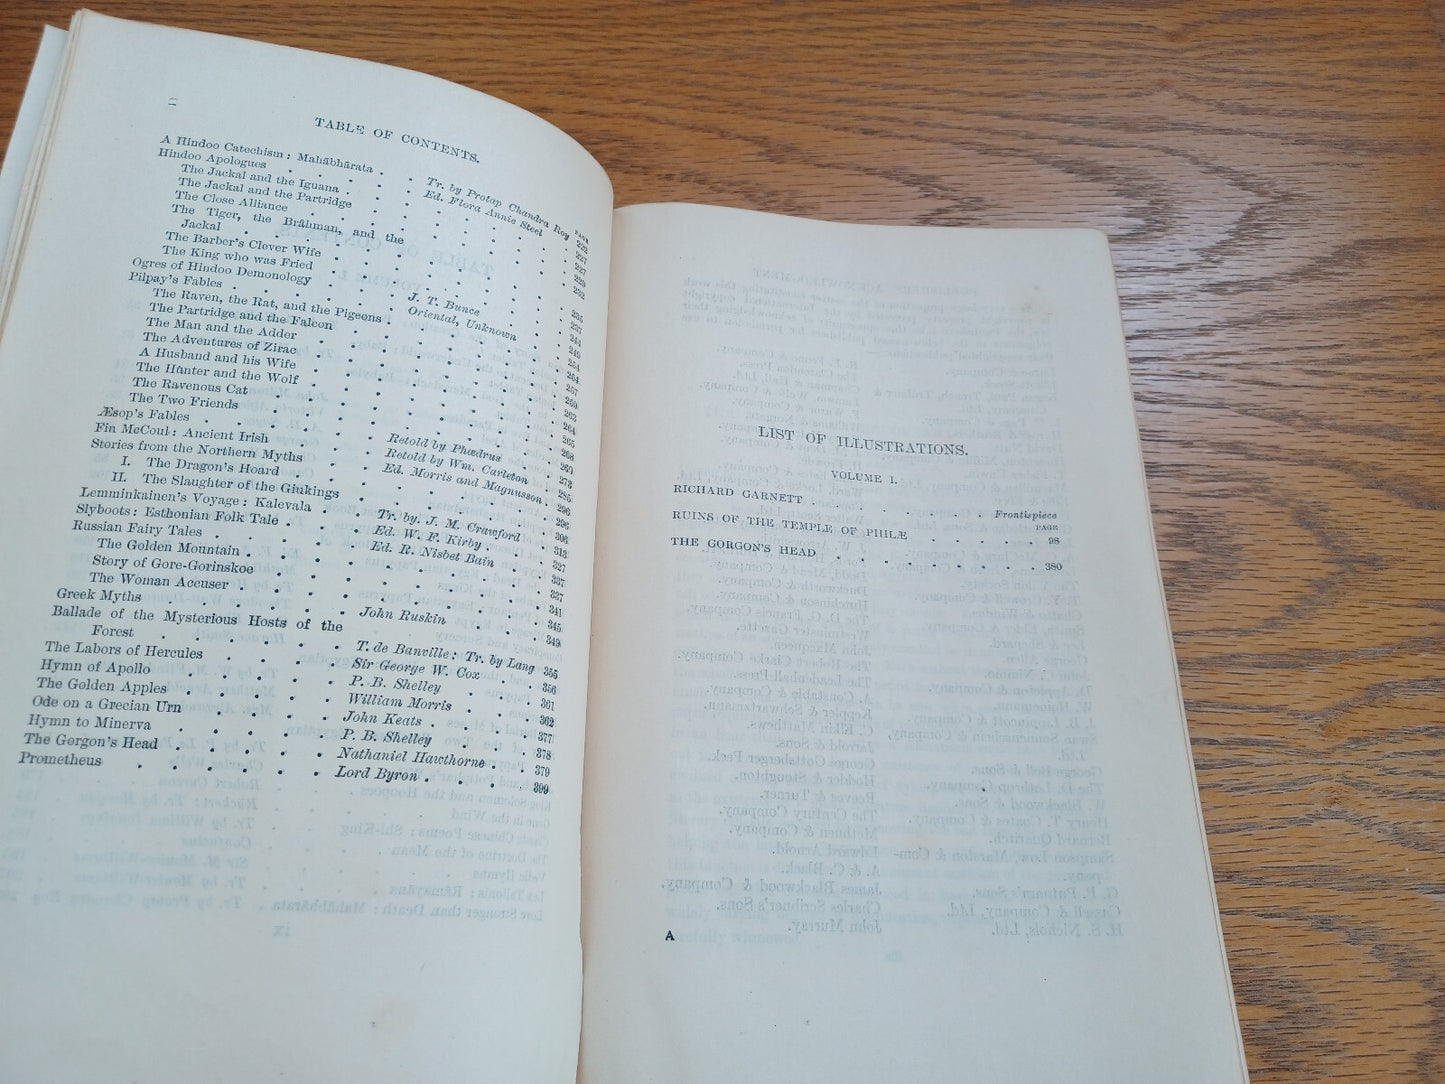 TABLE OF CONTENTS.
PAGE
A Hindoo Catechism: Mahābhārata . . Tr. by Protap Chandra Roy 222
Hindoo Apologues . . . . . Ed. Flora Annie Steel . 227
The Jackal and the Iguana . . . . . . . 227
The Jackal and the Partridge . . . . . . . 229
The Close Alliance . . . . . . . . 232
The Tiger, the Brāhman, and the
Jackal . . . . . . . . 235
The Barber's Clever Wife . . . . . . 237
The King who was Fried . . . . . . 244
Ogres of Hindoo Demonology . . J. T. Bunce . . . 249
Pilpay's Fables . . . . . Oriental, Unknown . . 254
The Raven, the Rat, and the Pigeons . . . . . 254
The Partridge and the Falcon . . . . . . 257
The Man and the Adder . . . . . . . 259
The Adventures of Zirac . . . . . . . 262
A Husband and his Wife . . . . . . . 264
The Hunter and the Wolf . . . . . . . 265
The Ravenous Cat . . . . . . . 268
The Two Friends . . . . . . . 269
Æsop's Fables . . . . . Retold by Phœdrus . . 273
Fin McCoul: Ancient Irish . . . Retold by Wm. Carleton . 285
Stories from the Northern Myths . . Ed. Morris and Magnusson . 296
I. The Dragon's Hoard . . . . . . 296
II. The Slaughter of the Giukings . . . . . 306
Lemminkainen's Voyage: Kalevala . . Tr. by. J. M. Crawford . 313
Slyboots: Esthonian Folk Tale . . . Ed. W. F. Kirby . . 327
Russian Fairy Tales . . . . Ed. R. Nisbet Bain . . 337
The Golden Mountain . . . . . . . 337
Story of Gore-Gorinskoe . . . . . . . 341
The Woman Accuser . . . . . . . 345
Greek Myths . . . . . John Ruskin . . . 349
Ballade of the Mysterious Hosts of the
Forest . . . . . T. de Banville: Tr. by Lang 355
The Labors of Hercules . . . . Sir George W. Cox . . 356
Hymn of Apollo . . . . . P. B. Shelley . . . 361
The Golden Apples . . . . . William Morris . . . 362
Ode on a Grecian Urn . . . . John Keats . . . . 377
Hymn to Minerva . . . . . P. B. Shelley . . . 378
The Gorgon's Head . . . . . Nathaniel Hawthorne . . 379
Prometheus . . . . . . Lord Byron . . . . 399
LIST OF ILLUSTRATIONS.
VOLUME I.
RICHARD GARNETT . . . . . . . Frontispiece
PAGE
RUINS OF THE TEMPLE OF PHILÆ . . . . . 98
THE GORGON'S HEAD . . . . . . . . 380
A